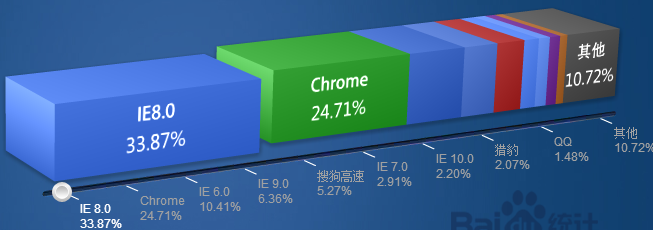 IE8.0
33.87%
Chrome
24.71%
其他
10.72%
IE 8.0
33.87%
Chrome
24.71%
IE 6.0
10.41%
IE 9.0
6.36%
搜狗高速
5.27%
IE 7.0
2.91%
IE 10.0
2.20%
猎豹
2.07%
QQ
1.48%
其他
10.72%
Bai 统计